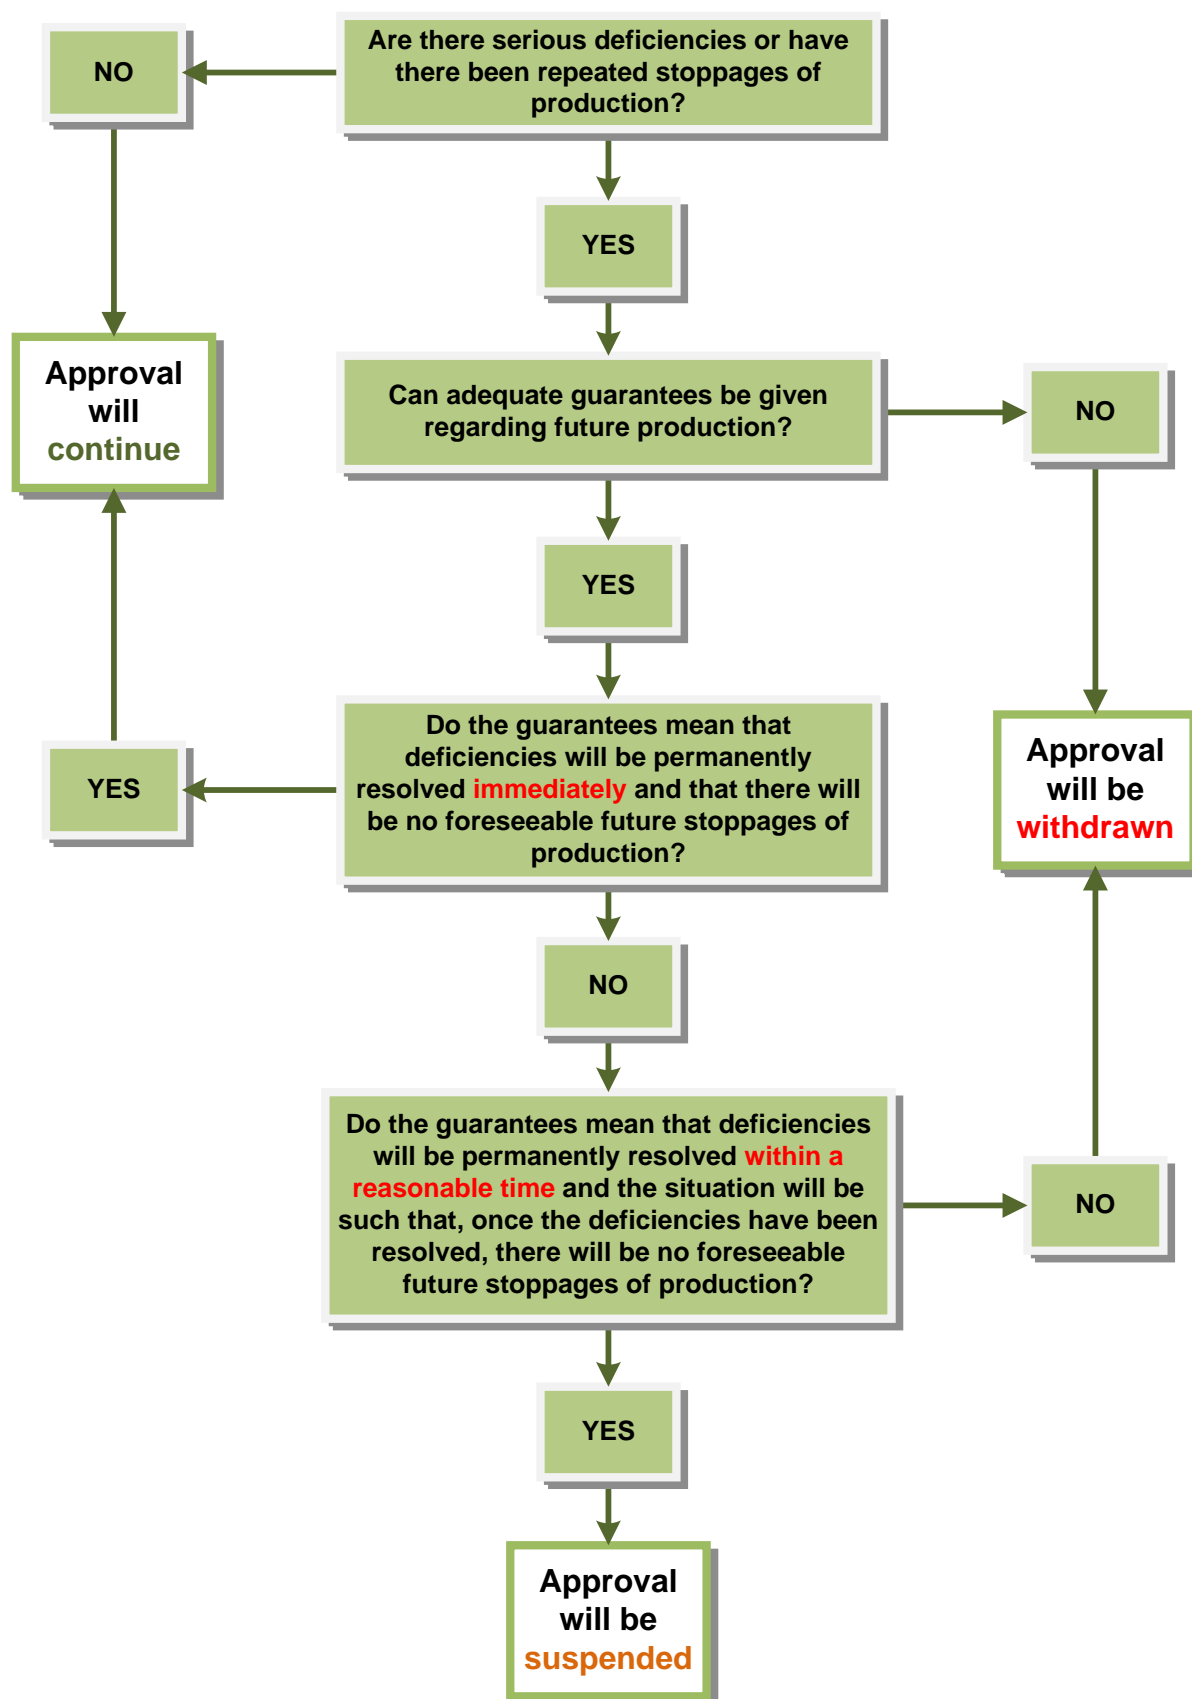 Are there serious deficiencies or have
there been repeated stoppages of
production?
NO
YES
Approval
will
continue
Can adequate guarantees be given
regarding future production?
NO
YES
Do the guarantees mean that
deficiencies will be permanently
resolved immediately and that there will
be no foreseeable future stoppages of
production?
YES
Approval
will be
withdrawn
NO
Do the guarantees mean that deficiencies
will be permanently resolved within a
reasonable time and the situation will be
such that, once the deficiencies have been
resolved, there will be no foreseeable
future stoppages of production?
NO
YES
Approval
will be
suspended